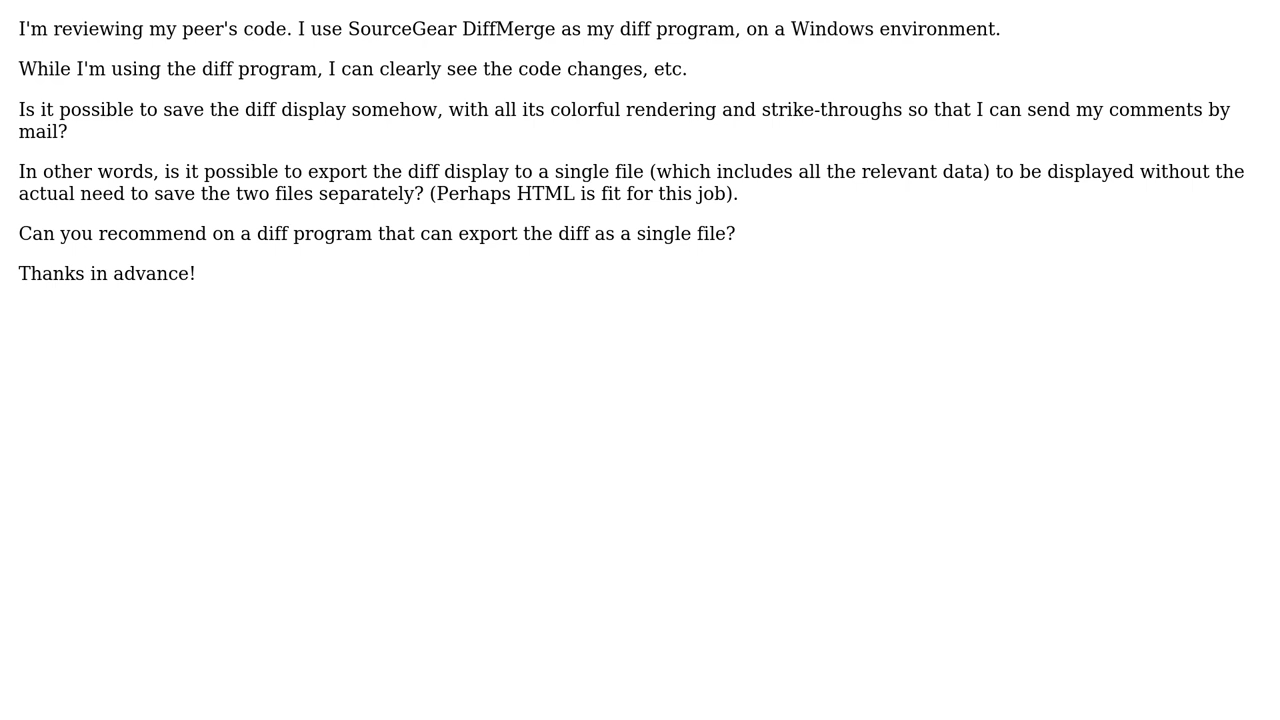 I'm reviewing my peer's code. I use SourceGear DiffMerge as my diff program, on a Windows environment.
While I'm using the diff program, I can clearly see the code changes, etc.
Is it possible to save the diff display somehow, with all its colorful rendering and strike-throughs so that I can send my comments by
mail?
In other words, is it possible to export the diff display to a single file (which includes all the relevant data) to be displayed without the
actual need to save the two files separately? (Perhaps HTML is fit for this job).
Can you recommend on a diff program that can export the diff as a single file?
Thanks in advance!